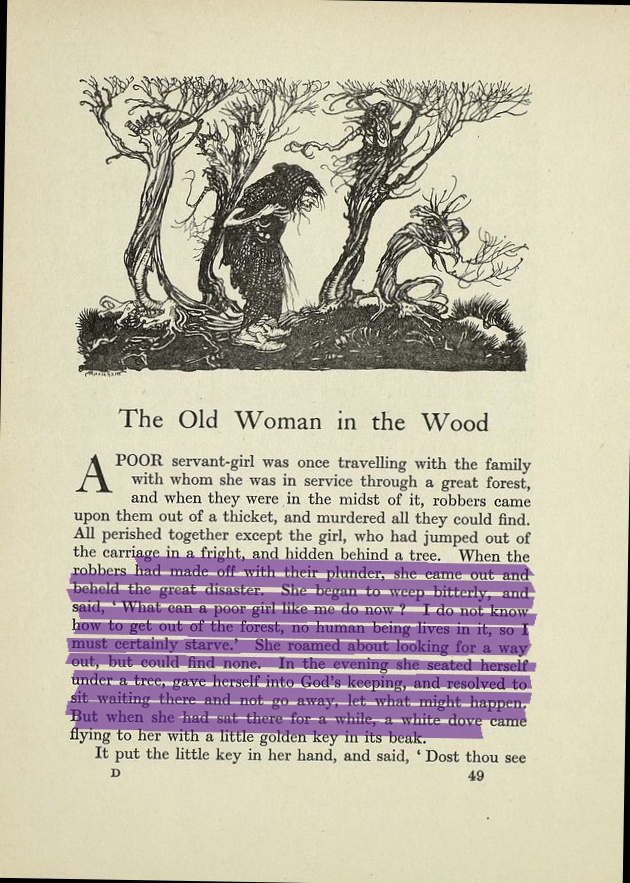 The Old Woman in the Wood
A POOR servant-girl was once travelling with the family
with whom she was in service through a great forest,
and when they were in the midst of it, robbers came
upon them out of a thicket, and murdered all they could find.
All perished together except the girl, who had jumped out of
the carriage in a fright, and hidden behind a tree. When the
robbers had made off with their plunder, she came out and
beheld the great disaster. She began to weep bitterly, and
said, ‘ What can a poor girl like me do now ? I do not know
how to get out of the forest, no human being lives in it, so I
must certainly starve.’ She roamed about looking for a way
out, but could find none. In the evening she seated herself
under a tree, gave herself into God’s keeping, and resolved to
sit waiting there and not go away, let what might happen.
But when she had sat there for a while, a white dove came
flying to her with a little golden key in its beak.
It put the little key in her hand, and said, ‘ Dost thou see
D 49